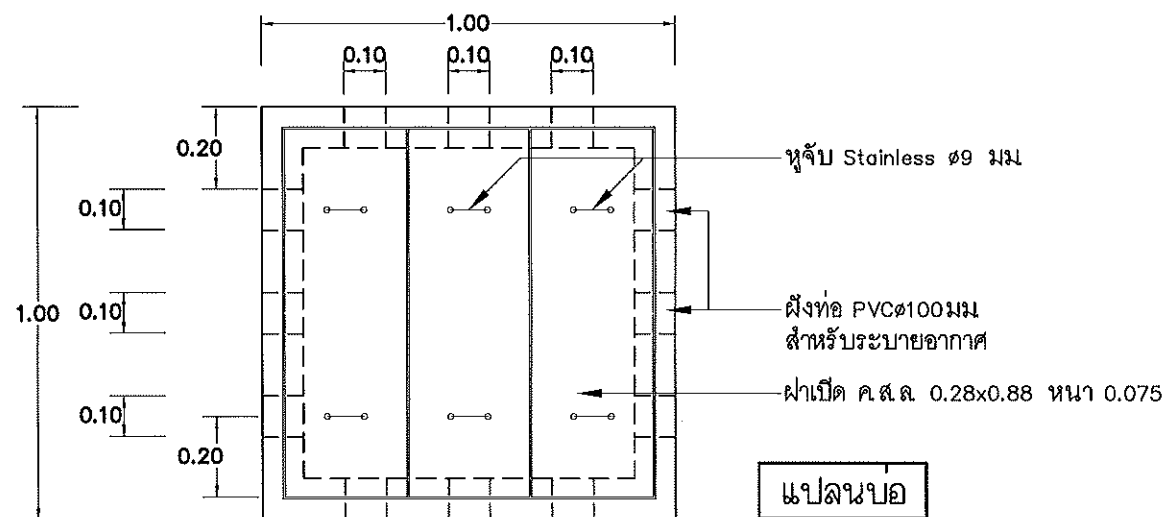 1.00
0.10 0.10 0.10
0.20
หูจับ Stainless ø9 มม.
0.10
1.00
0.10
ฝังท่อ PVCø100มม.
สำหรับระบายอากาศ
ฝาเปิด ค.ส.ล. 0.28x0.88 หนา 0.075
0.10
0.20
แปลนบ่อ